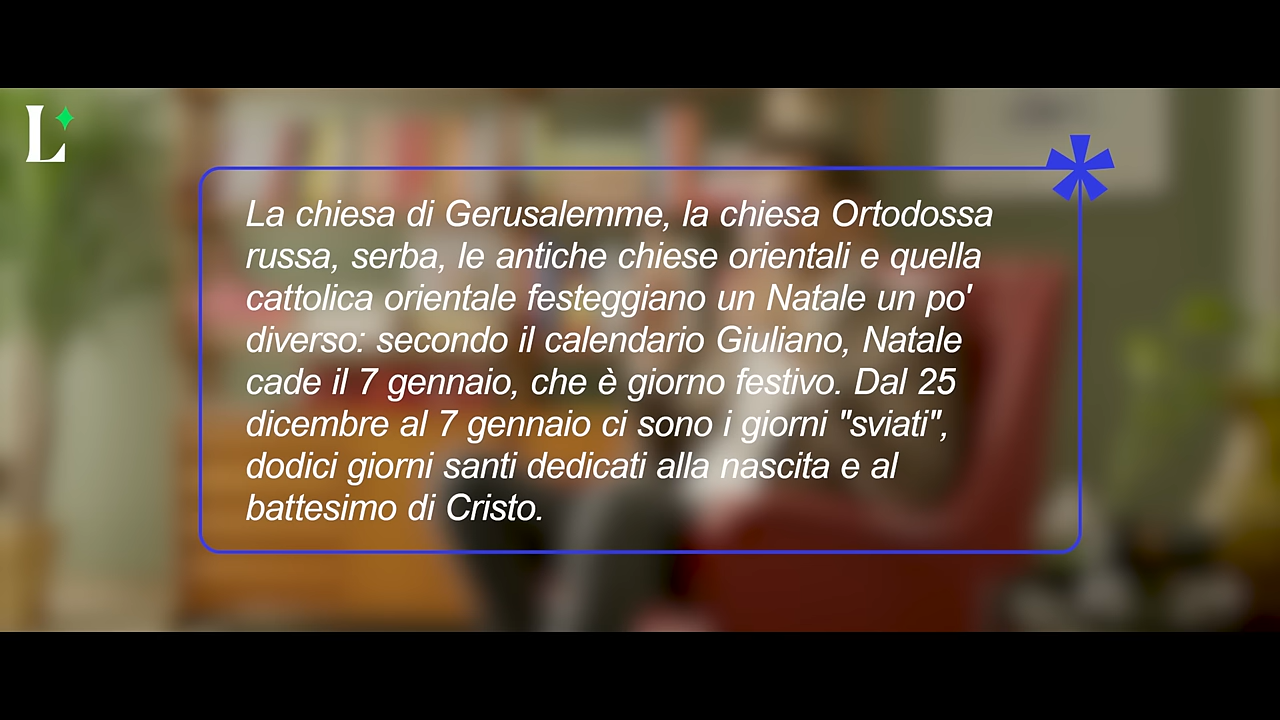 L
La chiesa di Gerusalemme, la chiesa Ortodossa
russa, serba, le antiche chiese orientali e quella
cattolica orientale festeggiano un Natale un po'
diverso: secondo il calendario Giuliano, Natale
cade il 7 gennaio, che è giorno festivo. Dal 25
dicembre al 7 gennaio ci sono i giorni "sviati",
dodici giorni santi dedicati alla nascita e al
battesimo di Cristo.